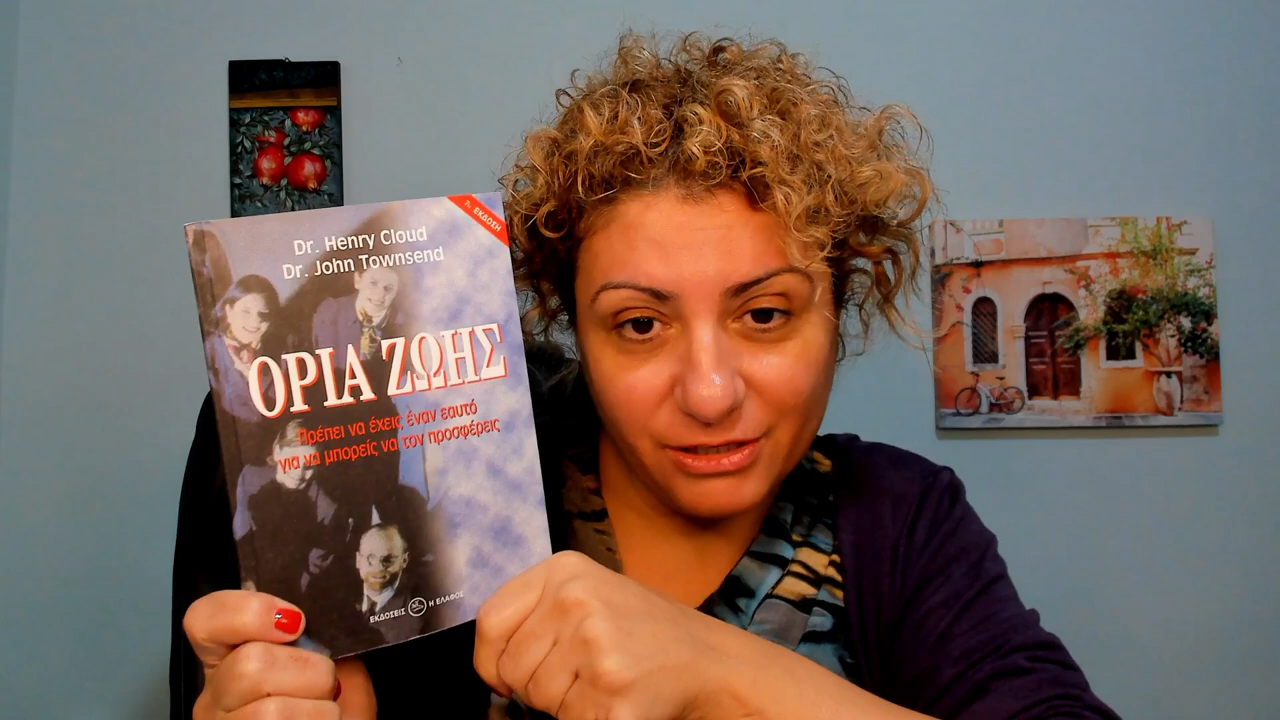 7η ΕΚΔΟΣΗ
Dr. Henry Cloud
Dr. John Townsend
ΟΡΙΑ ΖΩΗΣ
Πρέπει να έχεις έναν εαυτό
για να μπορείς να τον προσφέρεις
ΕΚΔΟΣΕΙΣ Η ΕΛΑΦΟΣ